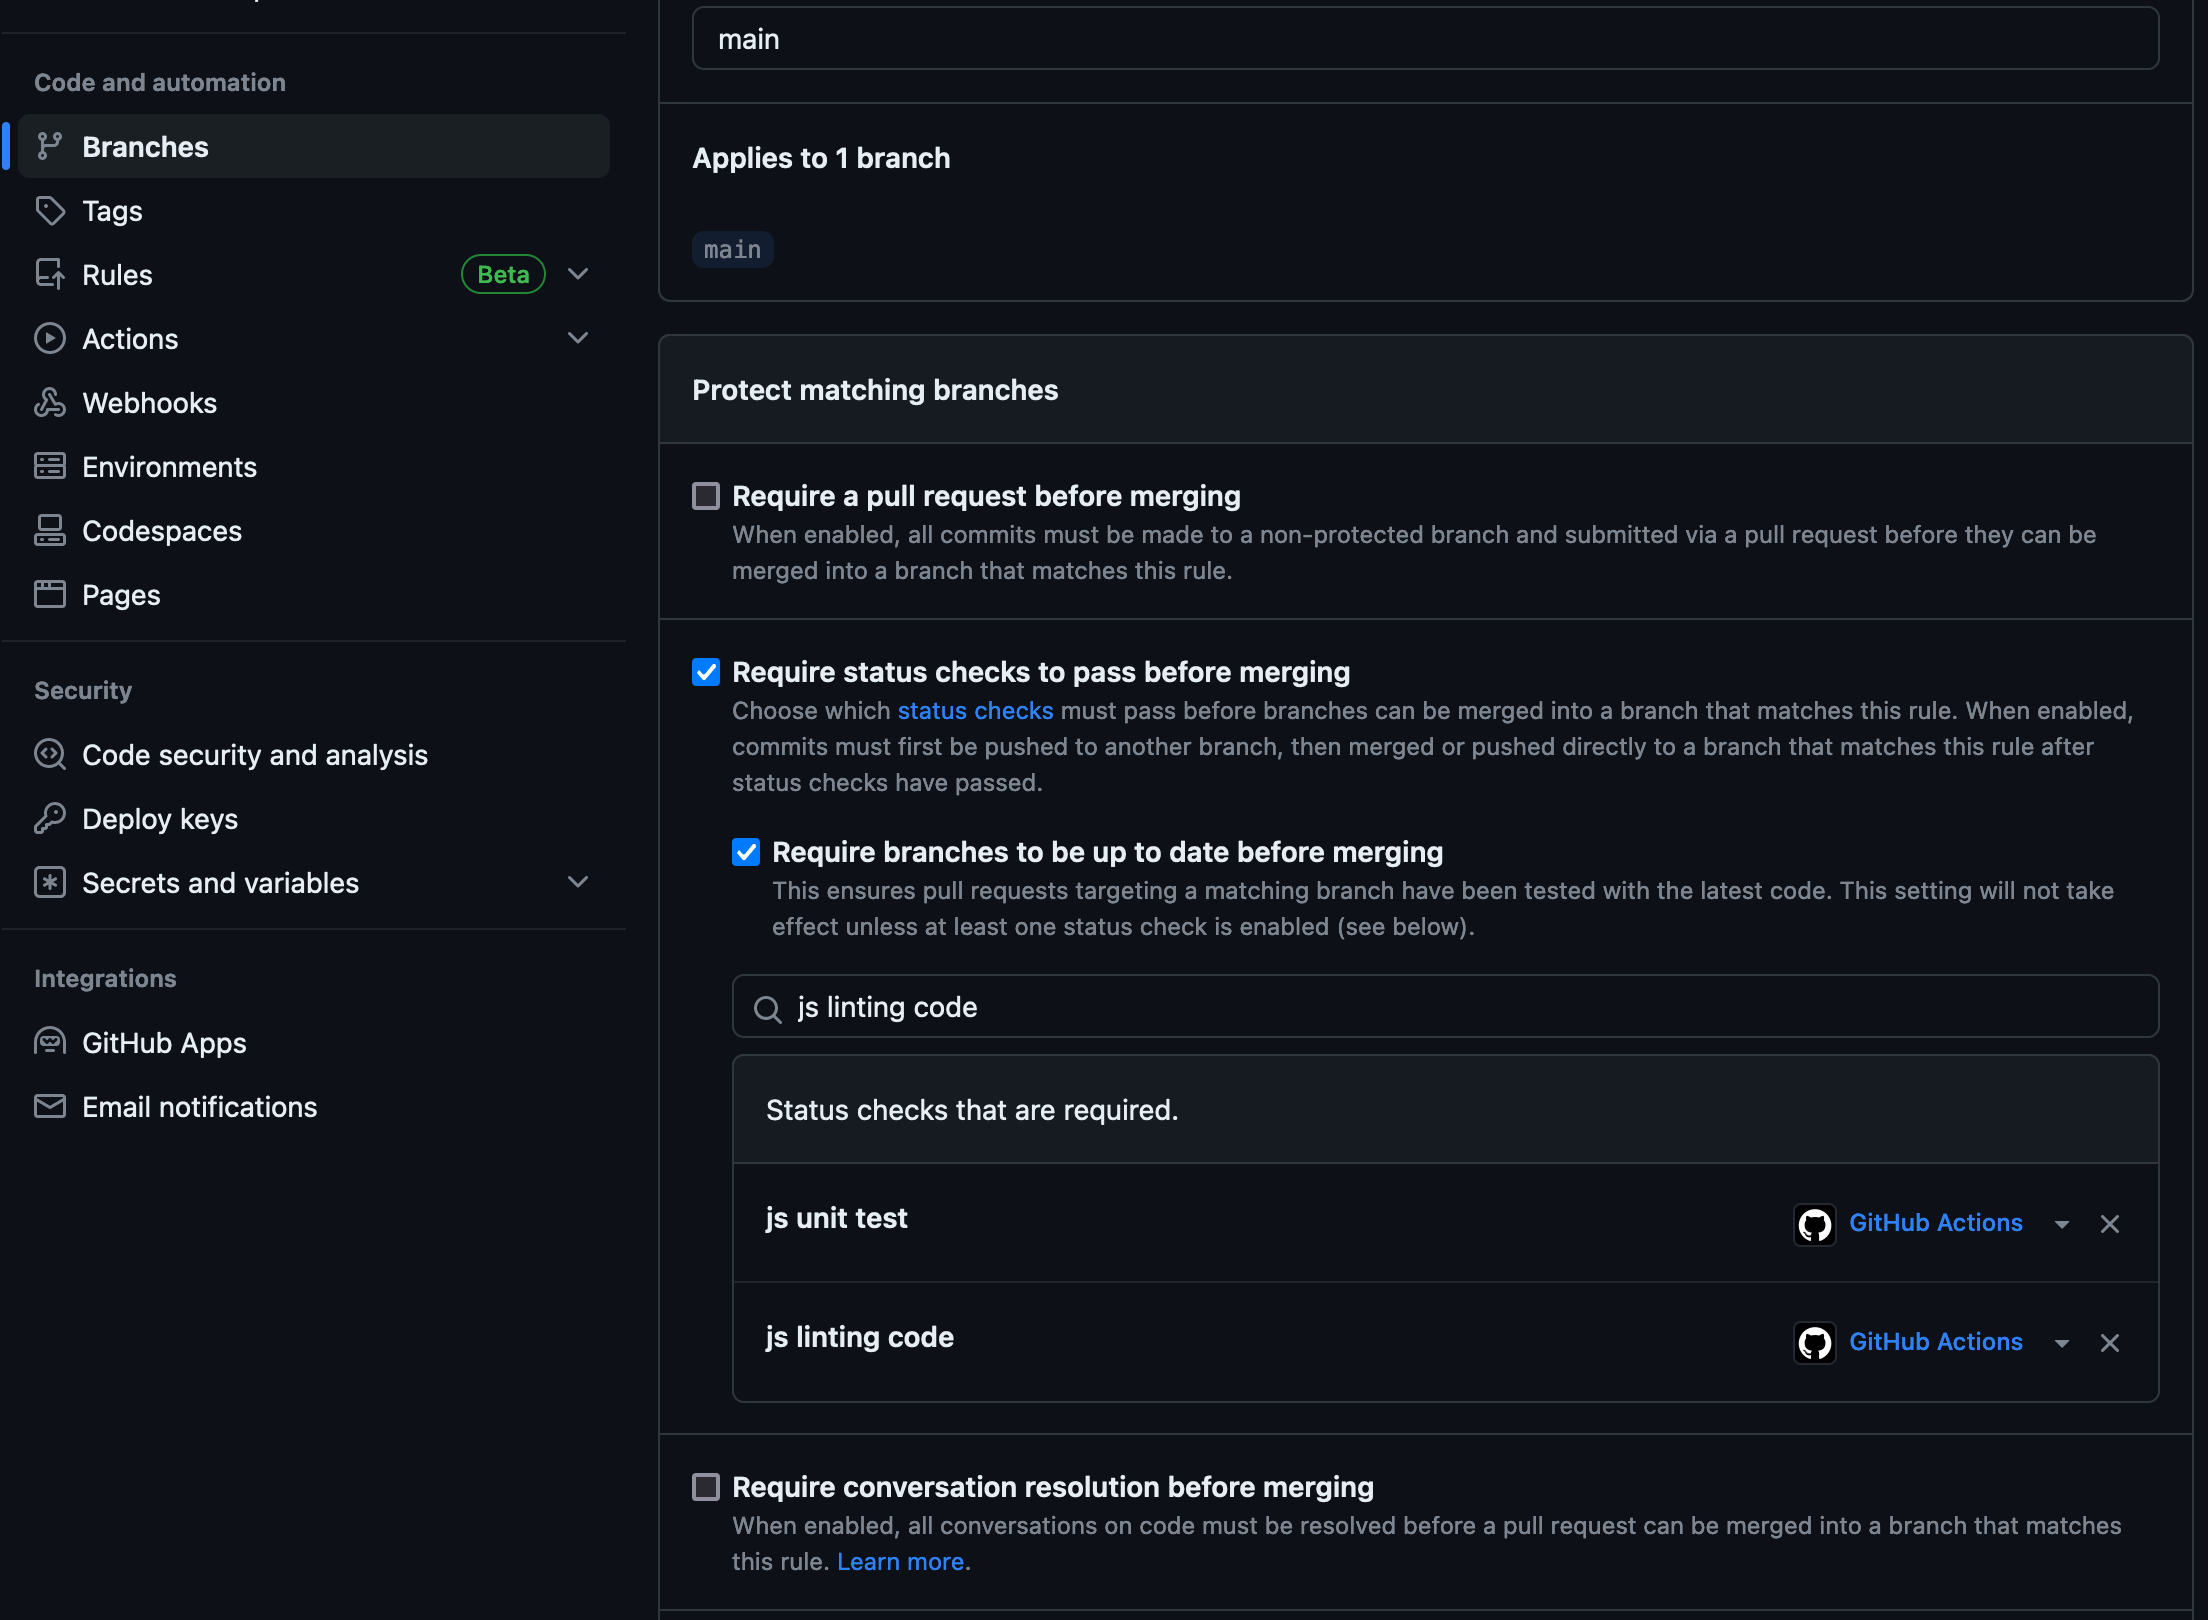 Code and automation
Branches
Tags
Rules
Beta
Actions
Webhooks
Environments
Codespaces
Pages
Security
Code security and analysis
Deploy keys
Secrets and variables
Integrations
GitHub Apps
Email notifications
main
Applies to 1 branch
main
Protect matching branches
Require a pull request before merging
When enabled, all commits must be made to a non-protected branch and submitted via a pull request before they can be
merged into a branch that matches this rule.
Require status checks to pass before merging
Choose which status checks must pass before branches can be merged into a branch that matches this rule. When enabled,
commits must first be pushed to another branch, then merged or pushed directly to a branch that matches this rule after
status checks have passed.
Require branches to be up to date before merging
This ensures pull requests targeting a matching branch have been tested with the latest code. This setting will not take
effect unless at least one status check is enabled (see below).
js linting code
Status checks that are required.
js unit test
GitHub Actions
js linting code
GitHub Actions
Require conversation resolution before merging
When enabled, all conversations on code must be resolved before a pull request can be merged into a branch that matches
this rule. Learn more.